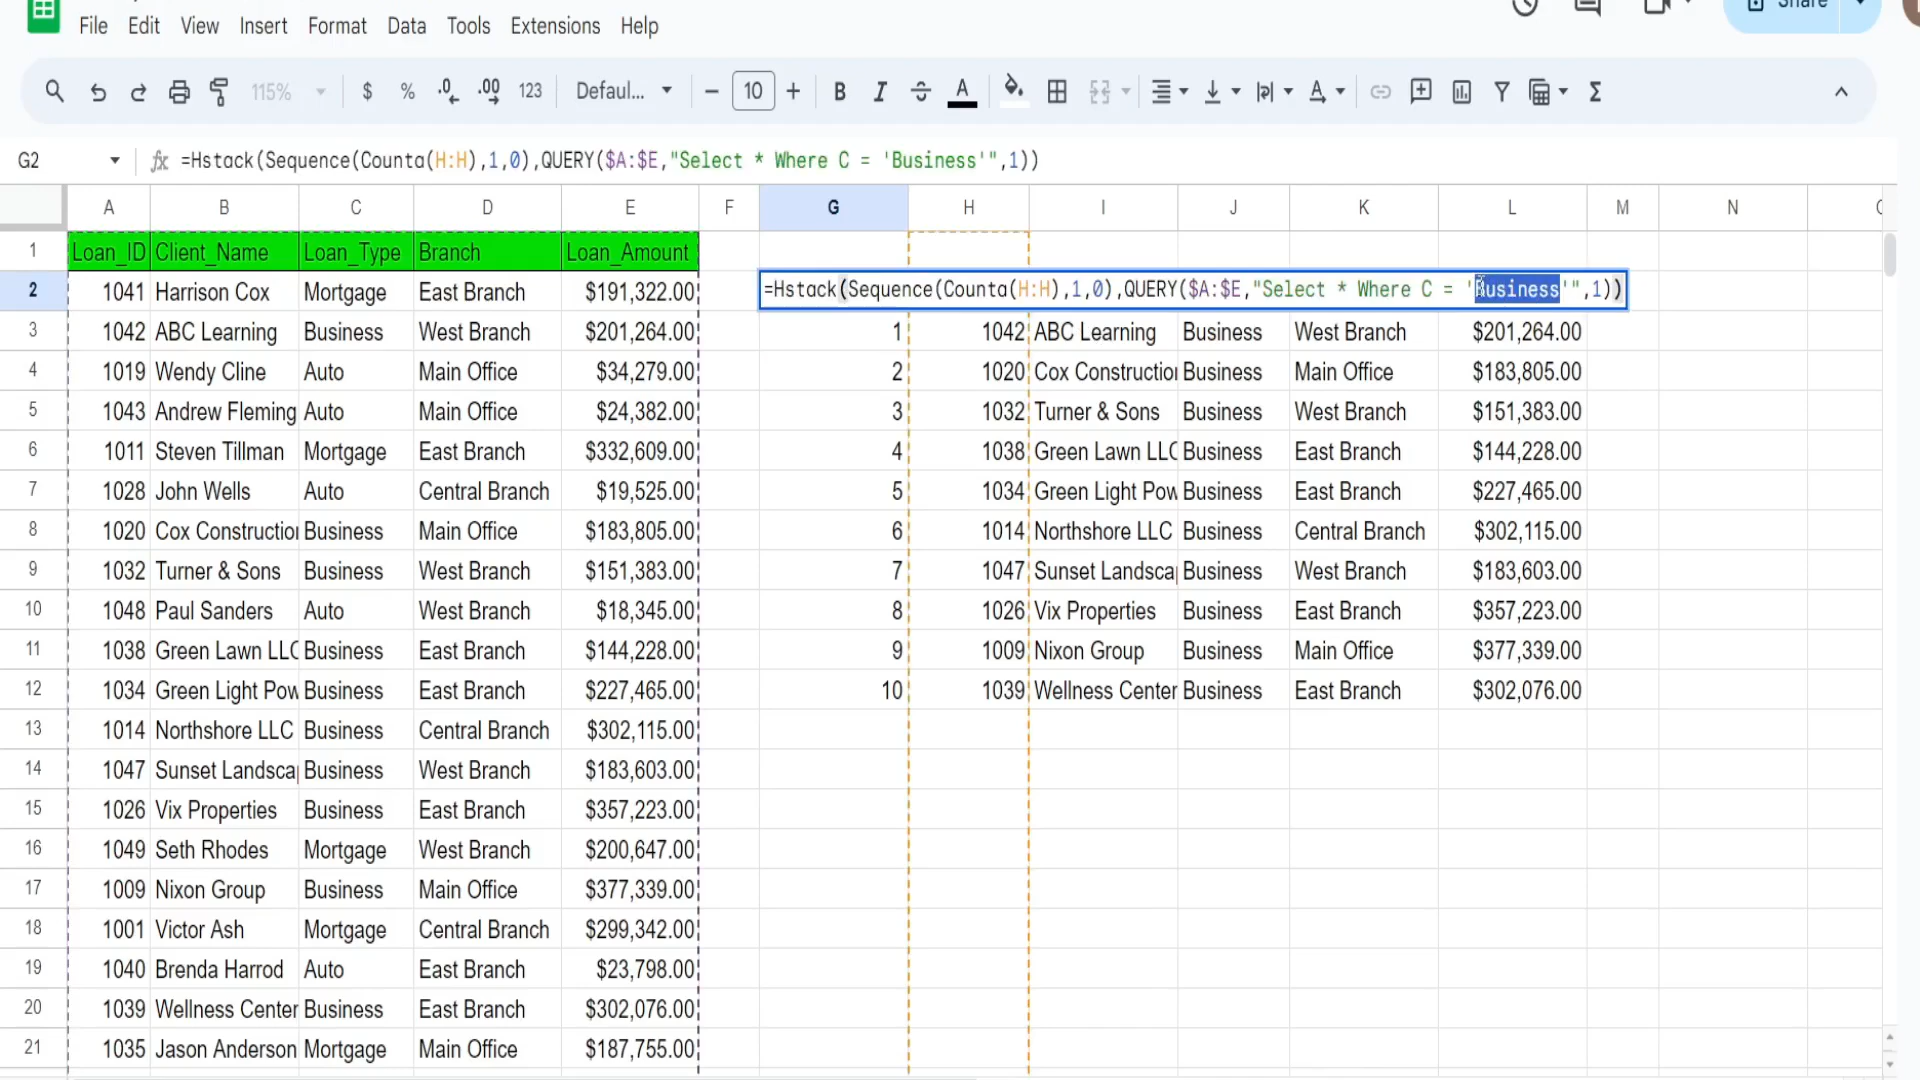 Share
File Edit View Insert Format Data Tools Extensions Help
115% $ % .0 .00 123 Defaul... − 10 + B I S A Σ
G2 fx =Hstack(Sequence(Counta(H:H),1,0),QUERY($A:$E,"Select * Where C = 'Business'",1))
A B C D E F G H I J K L M N
1 Loan_ID Client_Name Loan_Type Branch Loan_Amount
2 1041 Harrison Cox Mortgage East Branch $191,322.00 =Hstack(Sequence(Counta(H:H),1,0),QUERY($A:$E,"Select * Where C = 'Business'",1))
3 1042 ABC Learning Business West Branch $201,264.00 1 1042 ABC Learning Business West Branch $201,264.00
4 1019 Wendy Cline Auto Main Office $34,279.00 2 1020 Cox Construction Business Main Office $183,805.00
5 1043 Andrew Fleming Auto Main Office $24,382.00 3 1032 Turner & Sons Business West Branch $151,383.00
6 1011 Steven Tillman Mortgage East Branch $332,609.00 4 1038 Green Lawn LLC Business East Branch $144,228.00
7 1028 John Wells Auto Central Branch $19,525.00 5 1034 Green Light Pow Business East Branch $227,465.00
8 1020 Cox Construction Business Main Office $183,805.00 6 1014 Northshore LLC Business Central Branch $302,115.00
9 1032 Turner & Sons Business West Branch $151,383.00 7 1047 Sunset Landsca Business West Branch $183,603.00
10 1048 Paul Sanders Auto West Branch $18,345.00 8 1026 Vix Properties Business East Branch $357,223.00
11 1038 Green Lawn LLC Business East Branch $144,228.00 9 1009 Nixon Group Business Main Office $377,339.00
12 1034 Green Light Pow Business East Branch $227,465.00 10 1039 Wellness Center Business East Branch $302,076.00
13 1014 Northshore LLC Business Central Branch $302,115.00
14 1047 Sunset Landsca Business West Branch $183,603.00
15 1026 Vix Properties Business East Branch $357,223.00
16 1049 Seth Rhodes Mortgage West Branch $200,647.00
17 1009 Nixon Group Business Main Office $377,339.00
18 1001 Victor Ash Mortgage Central Branch $299,342.00
19 1040 Brenda Harrod Auto East Branch $23,798.00
20 1039 Wellness Center Business East Branch $302,076.00
21 1035 Jason Anderson Mortgage Main Office $187,755.00